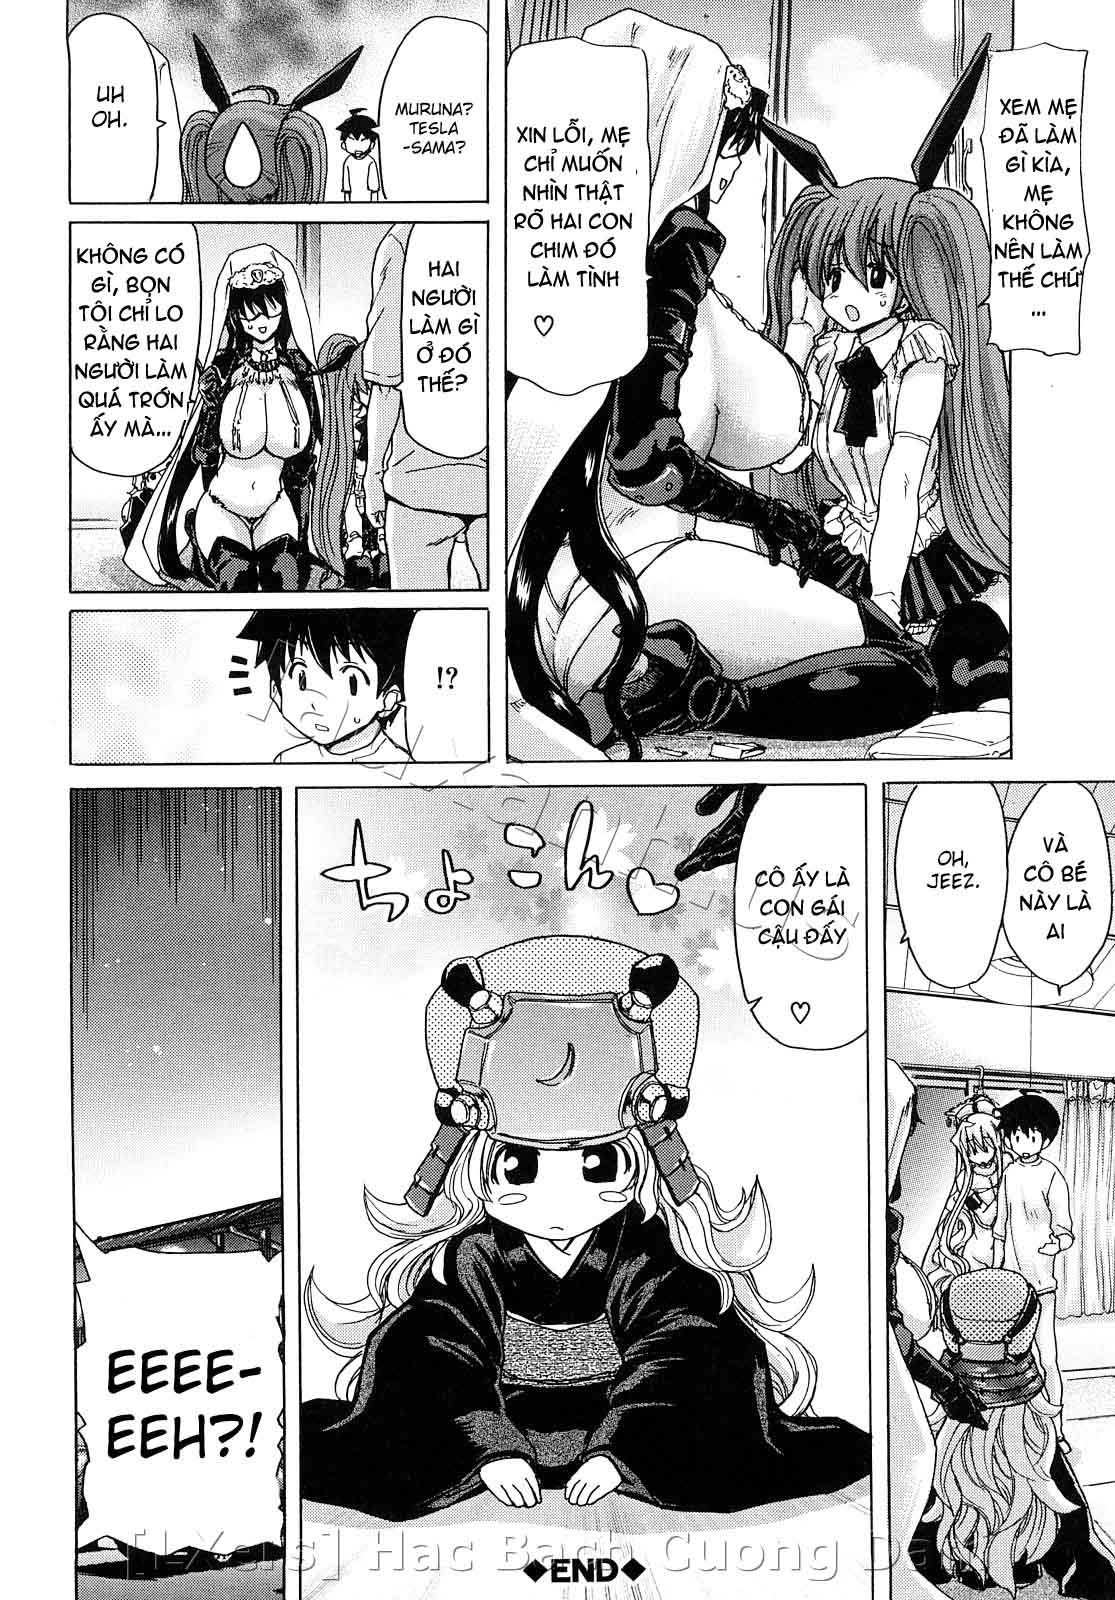 XEM MẸ
ĐÃ LÀM
GÌ KÌA,
MẸ
KHÔNG
NÊN LÀM
THẾ CHỨ
...
XIN LỖI, MẸ
CHỈ MUỐN
NHÌN THẬT
RÕ HAI CON
CHIM ĐÓ
LÀM TÌNH
♡
MURUNA?
TESLA
-SAMA?
UH
OH.
HAI
NGƯỜI
LÀM GÌ
Ở ĐÓ
THẾ?
KHÔNG CÓ
GÌ, BỌN
TÔI CHỈ LO
RẰNG HAI
NGƯỜI LÀM
QUÁ TRỚN
ẤY MÀ...
!?
VÀ
CÔ BÉ
NÀY LÀ
AI
OH,
JEEZ.
CÔ ẤY LÀ
CON GÁI
CẬU ĐẤY
♡
ちょこん♡
EEEE-
EEH?!
◆END◆